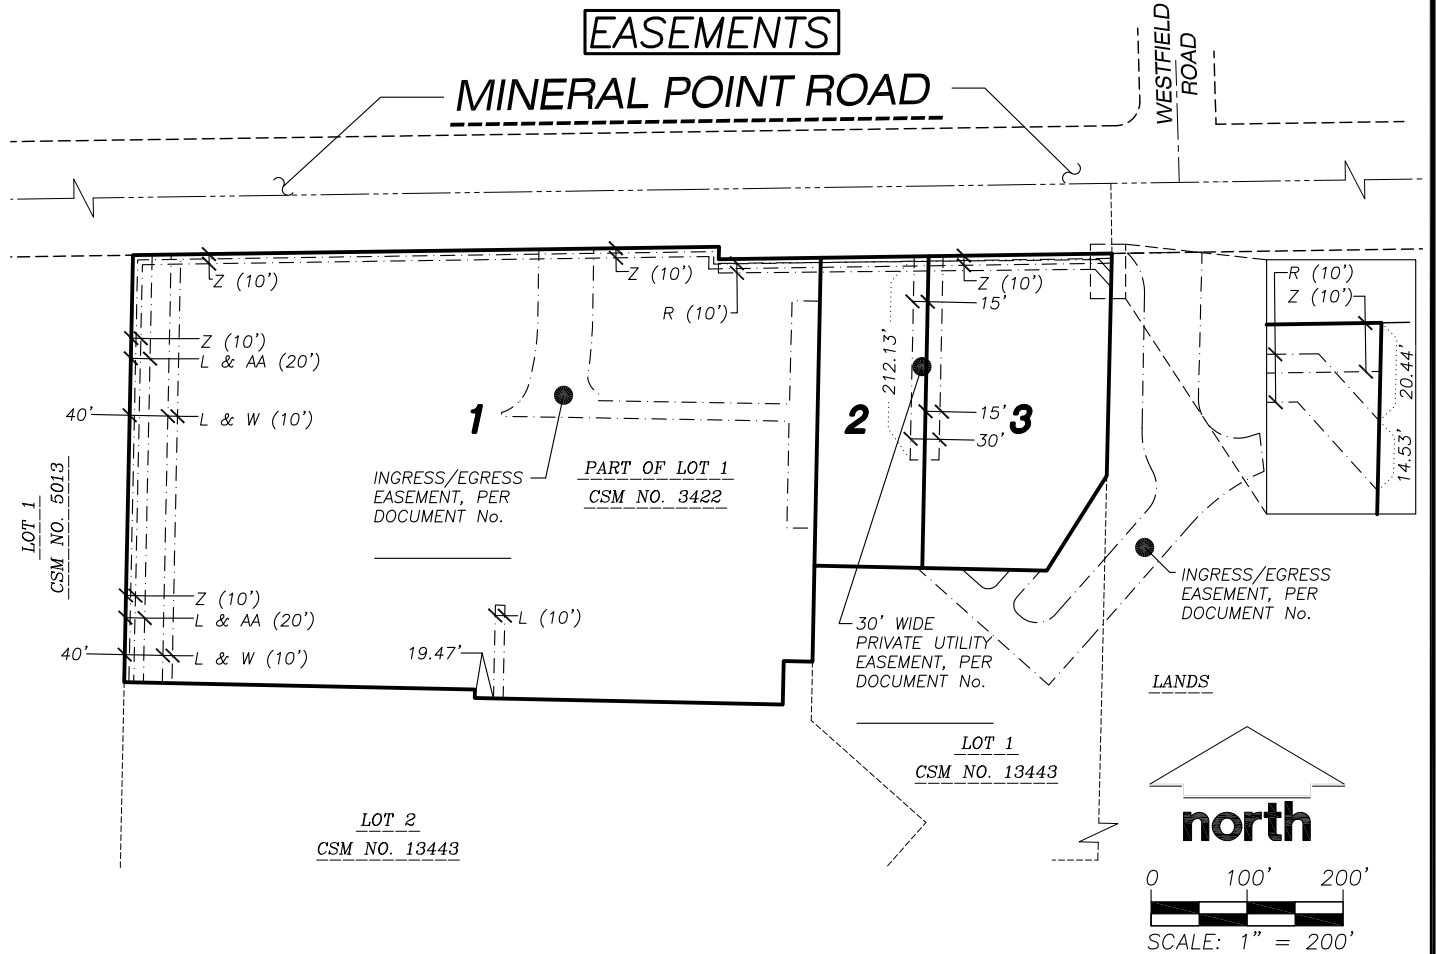 EASEMENTS
MINERAL POINT ROAD
WESTFIELD
ROAD
Z (10')
Z (10')
R (10')
Z (10')
15'
R (10')
Z (10')
20.44'
14.53'
Z (10')
L & AA (20')
40'
L & W (10')
212.13'
1
2
15'
3
30'
LOT 1
CSM NO. 5013
INGRESS/EGRESS
EASEMENT, PER
DOCUMENT No.
PART OF LOT 1
CSM NO. 3422
Z (10')
L & AA (20')
40'
L & W (10')
L (10')
19.47'
30' WIDE
PRIVATE UTILITY
EASEMENT, PER
DOCUMENT No.
INGRESS/EGRESS
EASEMENT, PER
DOCUMENT No.
LANDS
LOT 1
CSM NO. 13443
LOT 2
CSM NO. 13443
north
0 100' 200'
SCALE: 1" = 200'